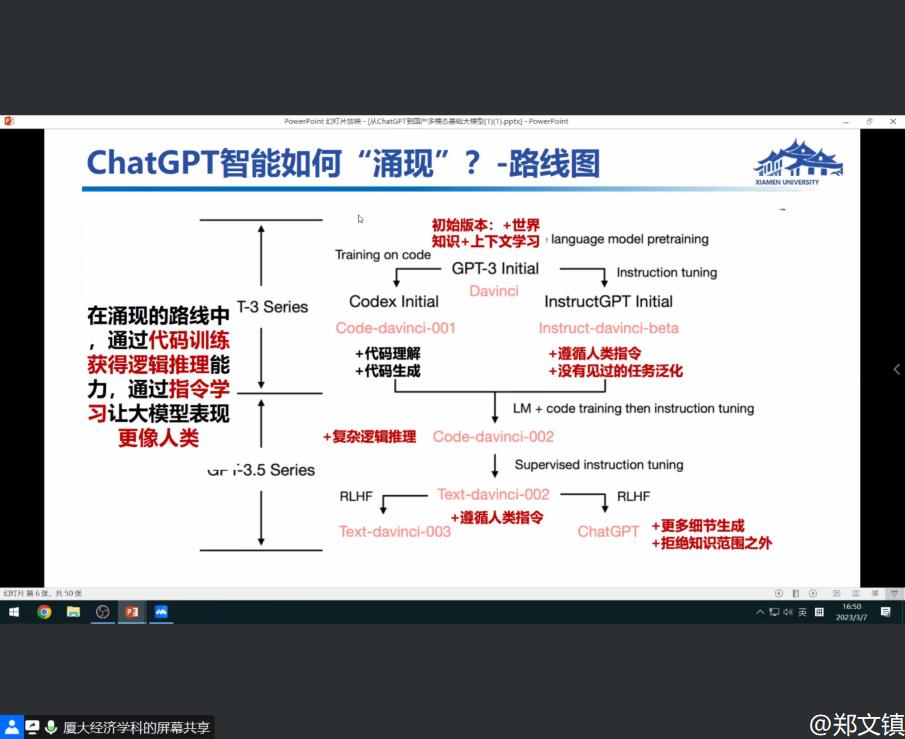 PowerPoint 幻灯片放映 - [从ChatGPT到国产多模态基础大模型(1)(1).pptx] - PowerPoint
ChatGPT智能如何“涌现”？-路线图
XIAMEN UNIVERSITY
初始版本：+世界
知识+上下文学习
language model pretraining
Training on code
GPT-3 Initial
Instruction tuning
Davinci
Codex Initial
InstructGPT Initial
T-3 Series
Code-davinci-001
Instruct-davinci-beta
在涌现的路线中
，通过代码训练
获得逻辑推理能
力，通过指令学
习让大模型表现
更像人类
+代码理解
+代码生成
+遵循人类指令
+没有见过的任务泛化
LM + code training then instruction tuning
+复杂逻辑推理
Code-davinci-002
GPT-3.5 Series
Supervised instruction tuning
RLHF
Text-davinci-002
RLHF
+遵循人类指令
Text-davinci-003
ChatGPT
+更多细节生成
+拒绝知识范围之外
幻灯片 第 6 张，共 50 张
英
16:50
2023/3/7
厦大经济学科的屏幕共享
@郑文镇